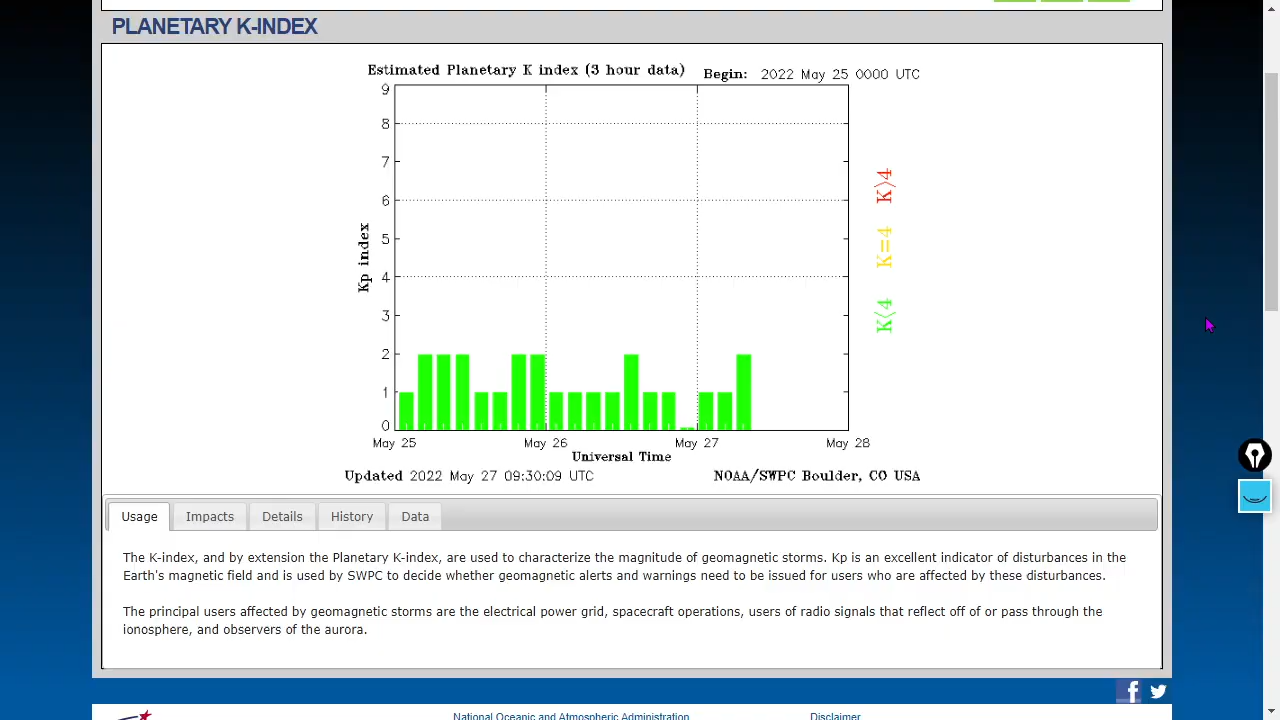 PLANETARY K-INDEX
Estimated Planetary K index (3 hour data)
Begin: 2022 May 25 0000 UTC
9
8
7
6
5
4
3
2
1
0
Kp index
K<4 K=4 K>4
May 25 May 26 May 27 May 28
Universal Time
Updated 2022 May 27 09:30:09 UTC
NOAA/SWPC Boulder, CO USA
Usage Impacts Details History Data
The K-index, and by extension the Planetary K-index, are used to characterize the magnitude of geomagnetic storms. Kp is an excellent indicator of disturbances in the
Earth's magnetic field and is used by SWPC to decide whether geomagnetic alerts and warnings need to be issued for users who are affected by these disturbances.
The principal users affected by geomagnetic storms are the electrical power grid, spacecraft operations, users of radio signals that reflect off of or pass through the
ionosphere, and observers of the aurora.
National Oceanic and Atmospheric Administration
Disclaimer